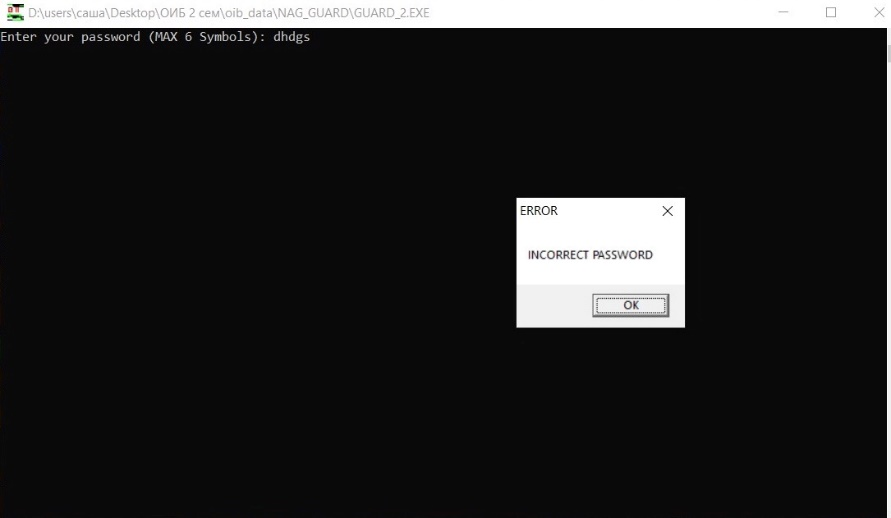 D:\users\саша\Desktop\ОИБ 2 сем\oib_data\NAG_GUARD\GUARD_2.EXE
Enter your password (MAX 6 Symbols): dhdgs
ERROR
INCORRECT PASSWORD
OK